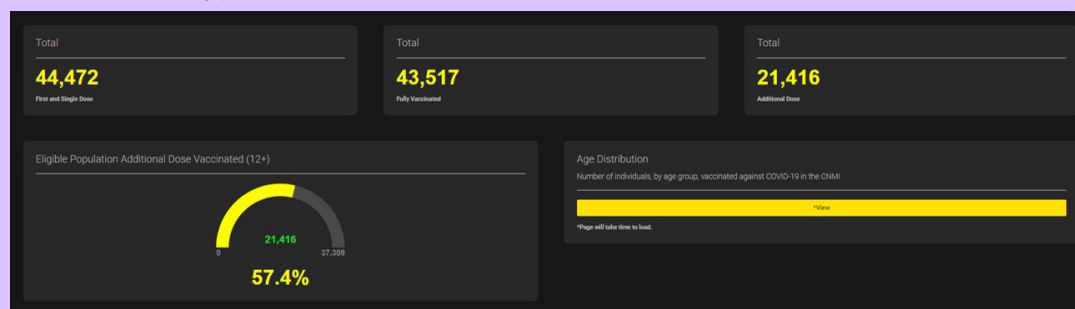 Total
44,472
First and Single Dose
Total
43,517
Fully Vaccinated
Total
21,416
Additional Dose
Eligible Population Additional Dose Vaccinated (12+)
21,416
0
37,309
57.4%
Age Distribution
Number of individuals, by age group, vaccinated against COVID-19 in the CNMI
*View
*Page will take time to load.